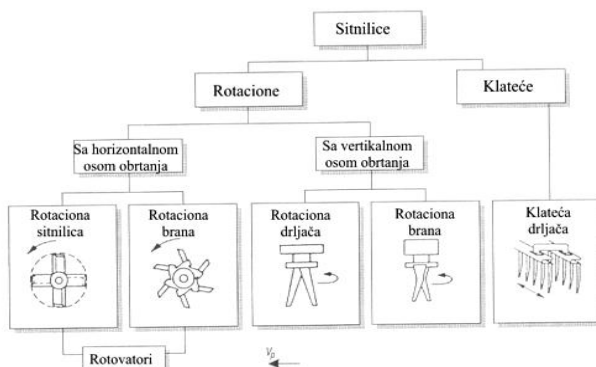 Sitnilice
Rotacione
Klateće
Sa horizontalnom
osom obrtanja
Sa vertikalnom
osom obrtanja
Rotaciona
sitnilica
Rotaciona
brana
Rotaciona
drljača
Rotaciona
brana
Klateća
drljača
Rotovatori
Vp